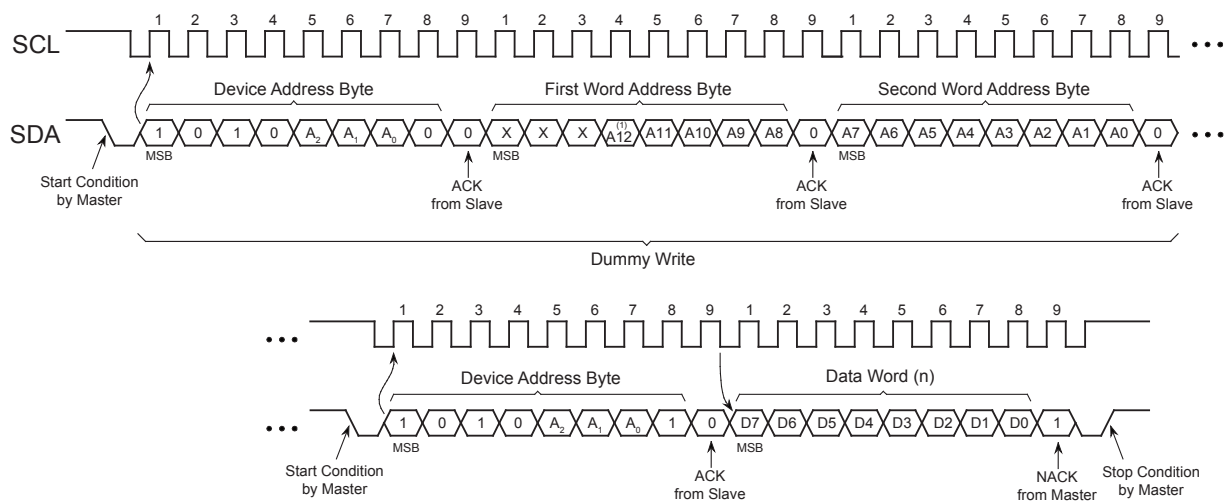 1 2 3 4 5 6 7 8 9 1 2 3 4 5 6 7 8 9 1 2 3 4 5 6 7 8 9
SCL
Device Address Byte First Word Address Byte Second Word Address Byte
SDA 1 0 1 0 A2 A1 A0 0 0 X X X A12(1) A11 A10 A9 A8 0 A7 A6 A5 A4 A3 A2 A1 A0 0
MSB MSB MSB
Start Condition
by Master
ACK
from Slave
ACK
from Slave
ACK
from Slave
Dummy Write
1 2 3 4 5 6 7 8 9 1 2 3 4 5 6 7 8 9
Device Address Byte Data Word (n)
1 0 1 0 A2 A1 A0 1 0 D7 D6 D5 D4 D3 D2 D1 D0 1
MSB MSB
Start Condition
by Master
ACK
from Slave
NACK
from Master
Stop Condition
by Master